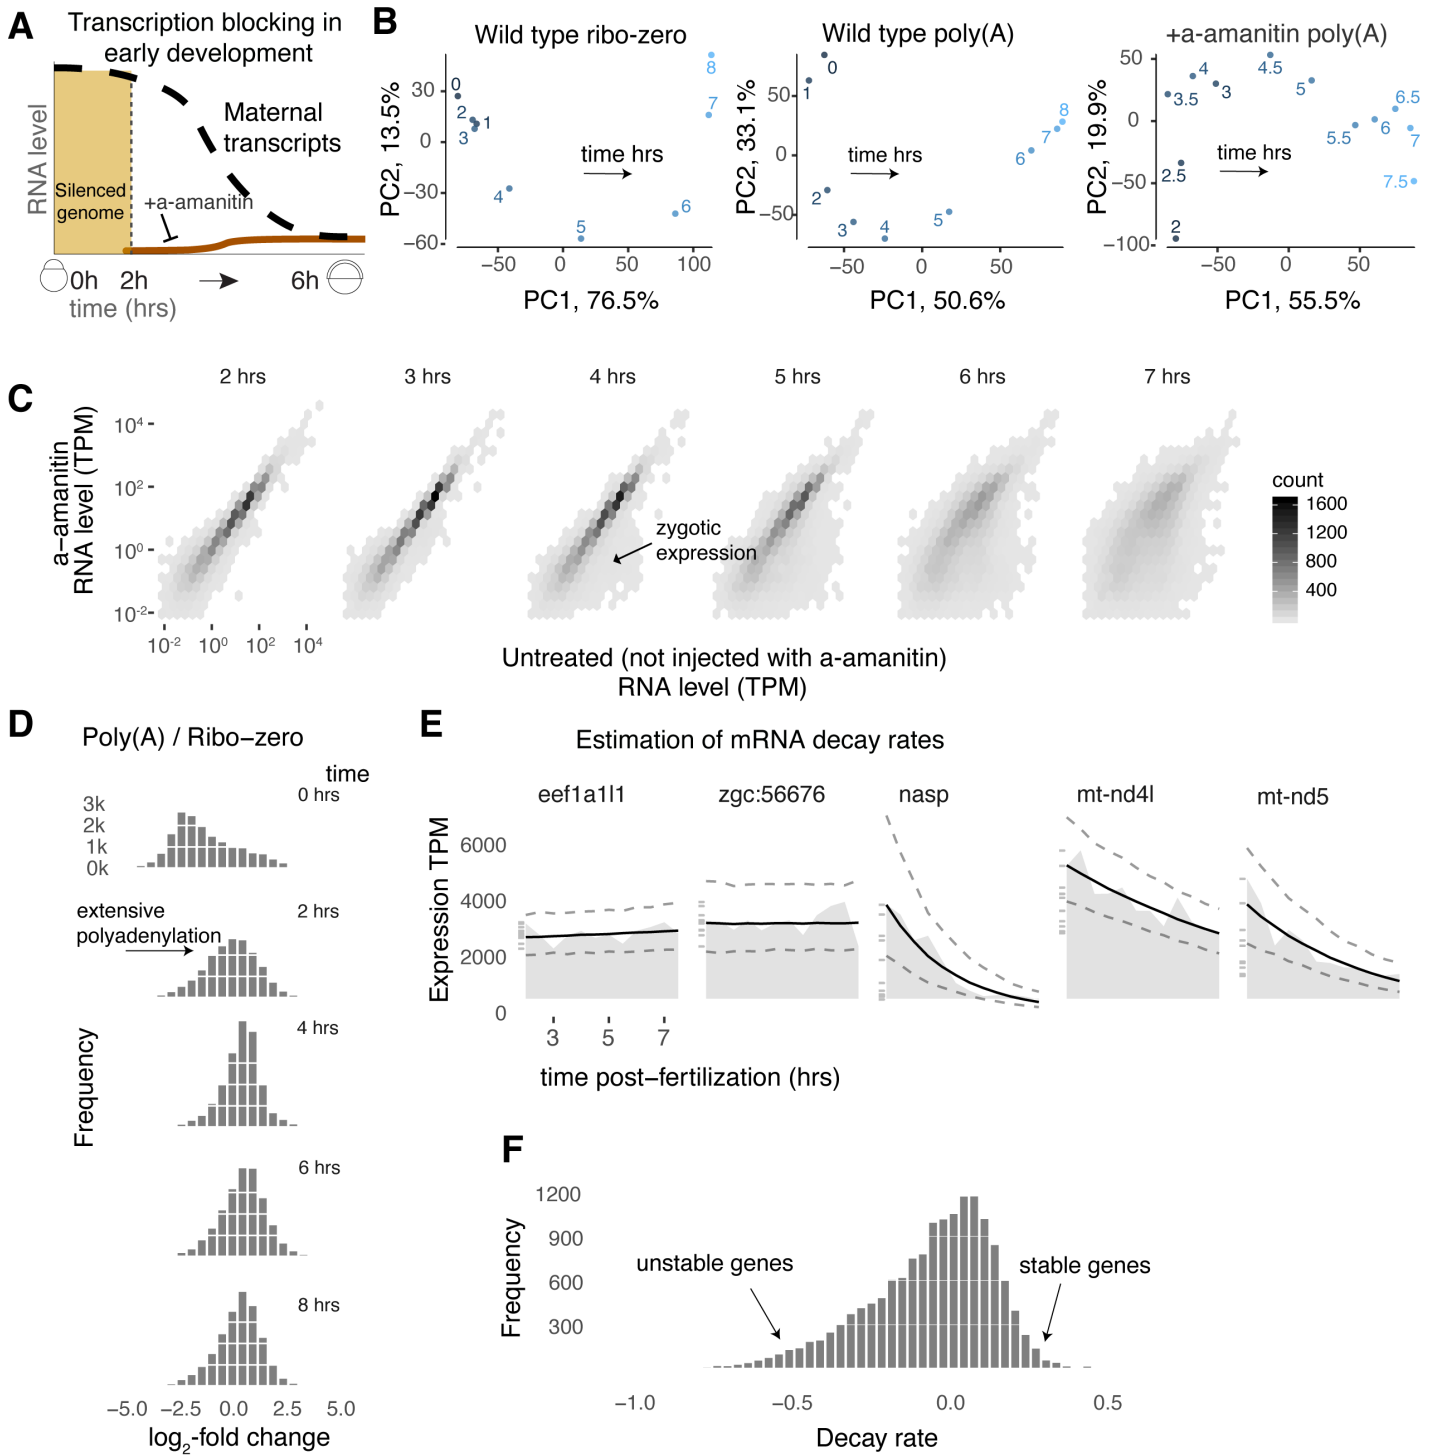 A
Transcription blocking in
early development
RNA level
Maternal
transcripts
Silenced
genome
+a-amanitin
0h
2h
6h
time (hrs)
B
Wild type ribo-zero
PC2, 13.5%
30
0
−30
−60
0
2
1
3
4
5
6
7
8
time hrs
−50
0
50
100
PC1, 76.5%
Wild type poly(A)
PC2, 33.1%
50
0
−50
0
1
2
3
4
5
6
7
8
time hrs
−50
0
50
PC1, 50.6%
+a-amanitin poly(A)
PC2, 19.9%
50
0
−50
−100
4
3.5
3
4.5
5
6.5
5.5
6
7
2.5
7.5
2
time hrs
−50
0
50
PC1, 55.5%
C
2 hrs
3 hrs
4 hrs
5 hrs
6 hrs
7 hrs
a−amanitin
RNA level (TPM)
10⁴
10²
10⁰
10⁻²
10⁻²
10⁰
10²
10⁴
zygotic
expression
count
1600
1200
800
400
Untreated (not injected with a-amanitin)
RNA level (TPM)
D
Poly(A) / Ribo−zero
time
0 hrs
3k
2k
1k
0k
extensive
polyadenylation
2 hrs
4 hrs
6 hrs
8 hrs
Frequency
−5.0
−2.5
0.0
2.5
5.0
log₂-fold change
E
Estimation of mRNA decay rates
eef1a1l1
zgc:56676
nasp
mt-nd4l
mt-nd5
Expression TPM
6000
4000
2000
0
3
5
7
time post−fertilization (hrs)
F
Frequency
1200
900
600
300
unstable genes
stable genes
−1.0
−0.5
0.0
0.5
Decay rate